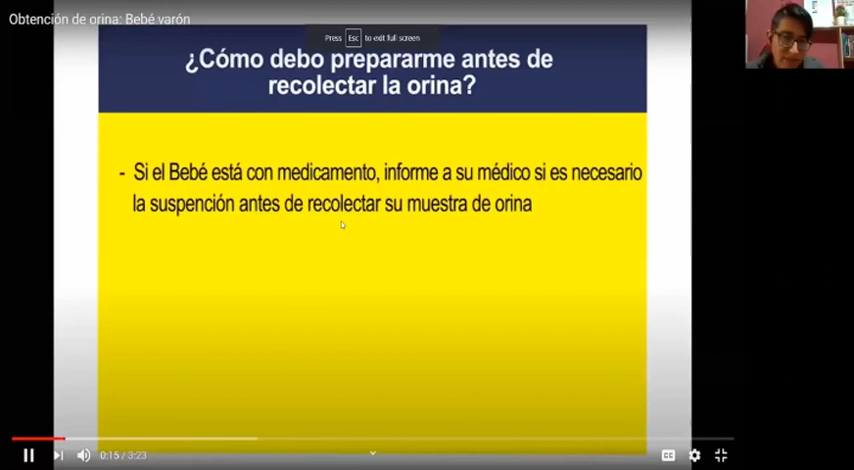 Obtención de orina: Bebé varón
Press Esc to exit full screen
¿Cómo debo prepararme antes de
recolectar la orina?
- Si el Bebé está con medicamento, informe a su médico si es necesario
la suspención antes de recolectar su muestra de orina
0:15 / 3:23
CC